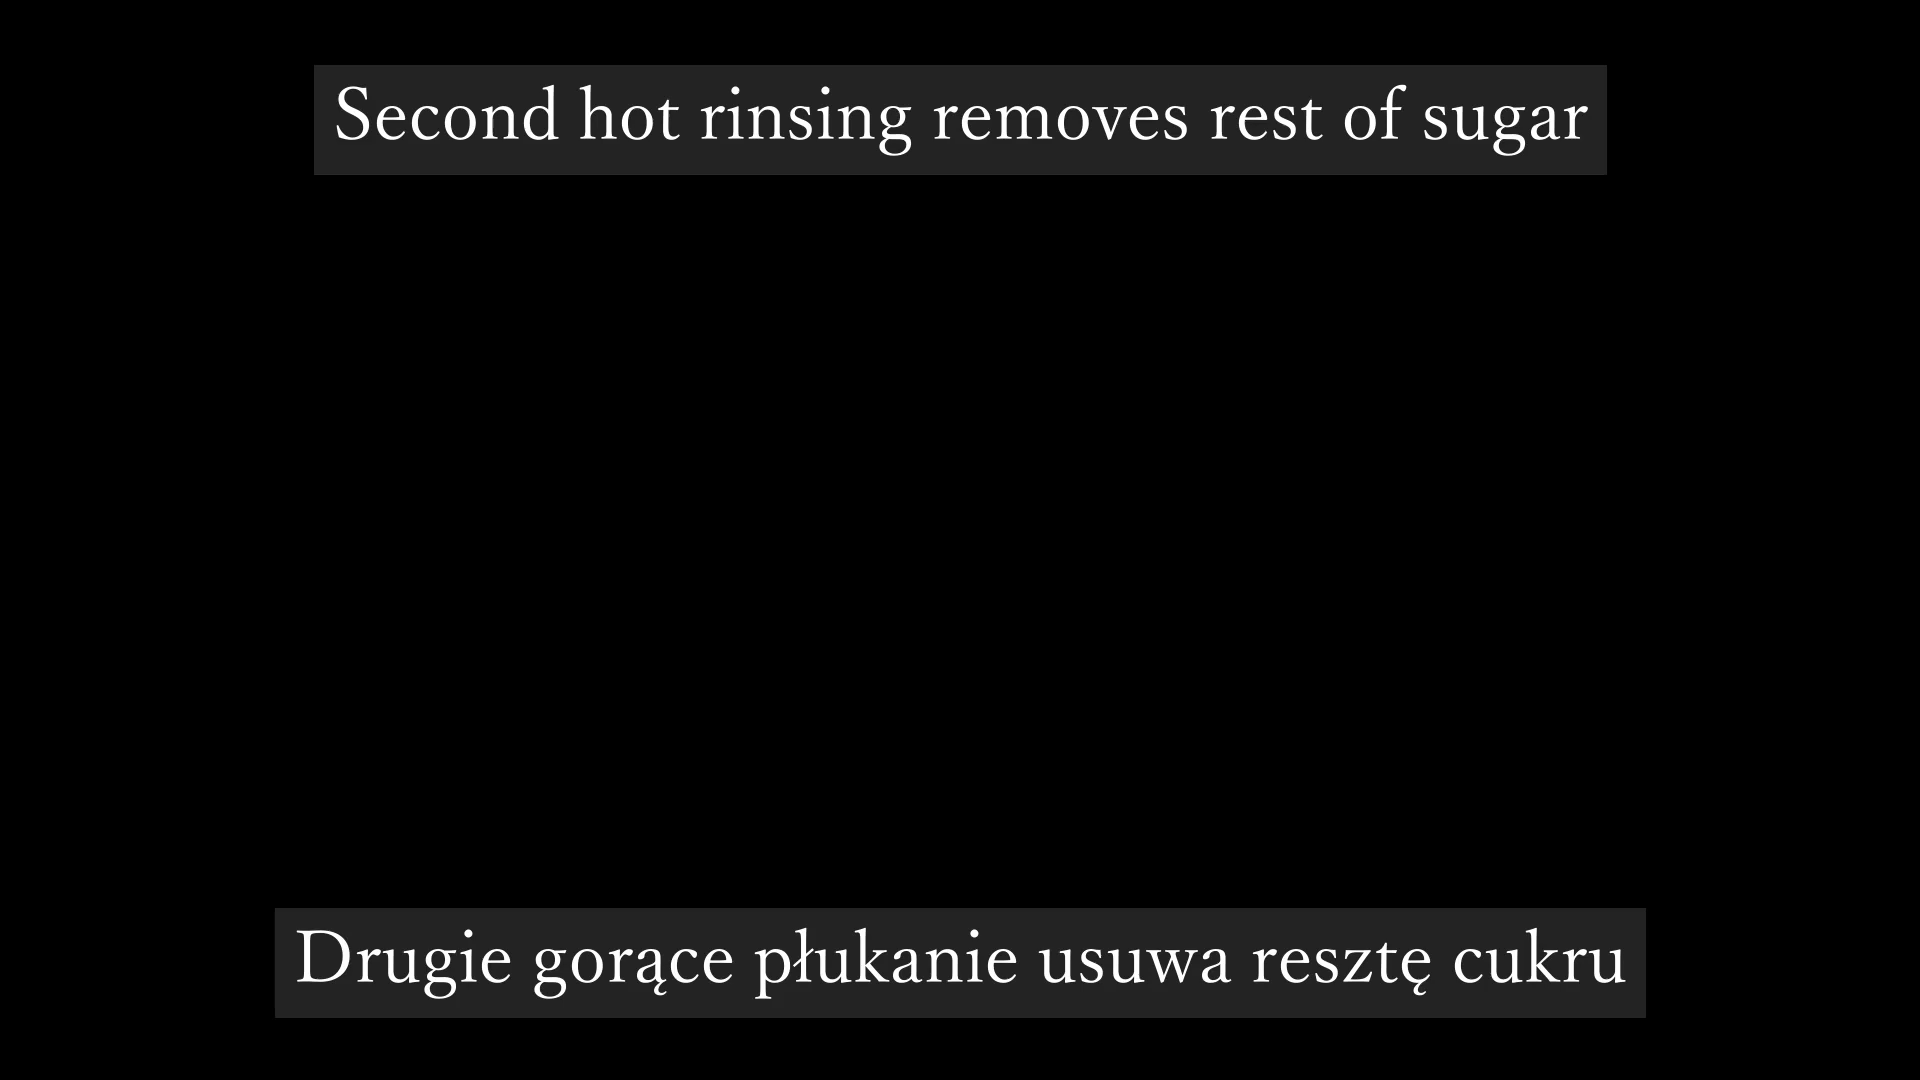 Second hot rinsing removes rest of sugar
Drugie gorące płukanie usuwa resztę cukru